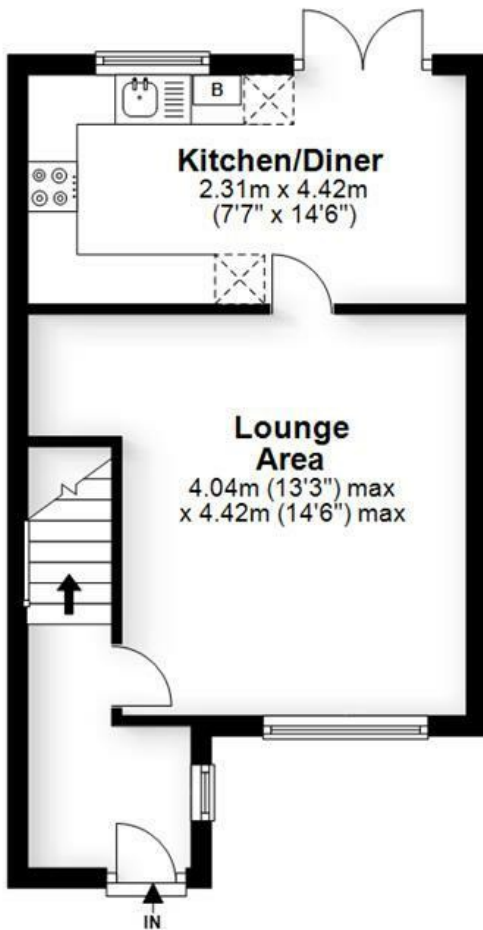 B
Kitchen/Diner
2.31m x 4.42m
(7'7" x 14'6")
Lounge
Area
4.04m (13'3") max
x 4.42m (14'6") max
IN